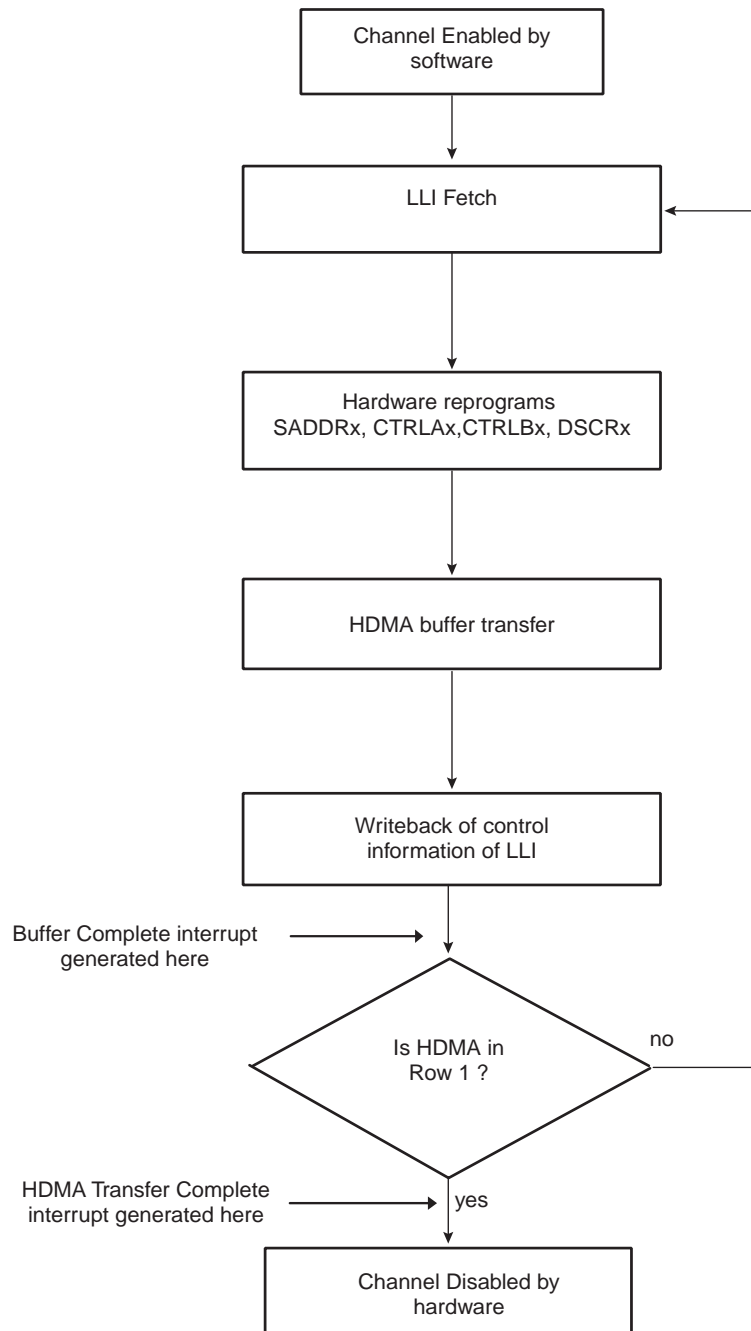 Channel Enabled by
software
LLI Fetch
Hardware reprograms
SADDRx, CTRLAx,CTRLBx, DSCRx
HDMA buffer transfer
Writeback of control
information of LLI
Buffer Complete interrupt
generated here
Is HDMA in
Row 1 ?
no
HDMA Transfer Complete
interrupt generated here
yes
Channel Disabled by
hardware